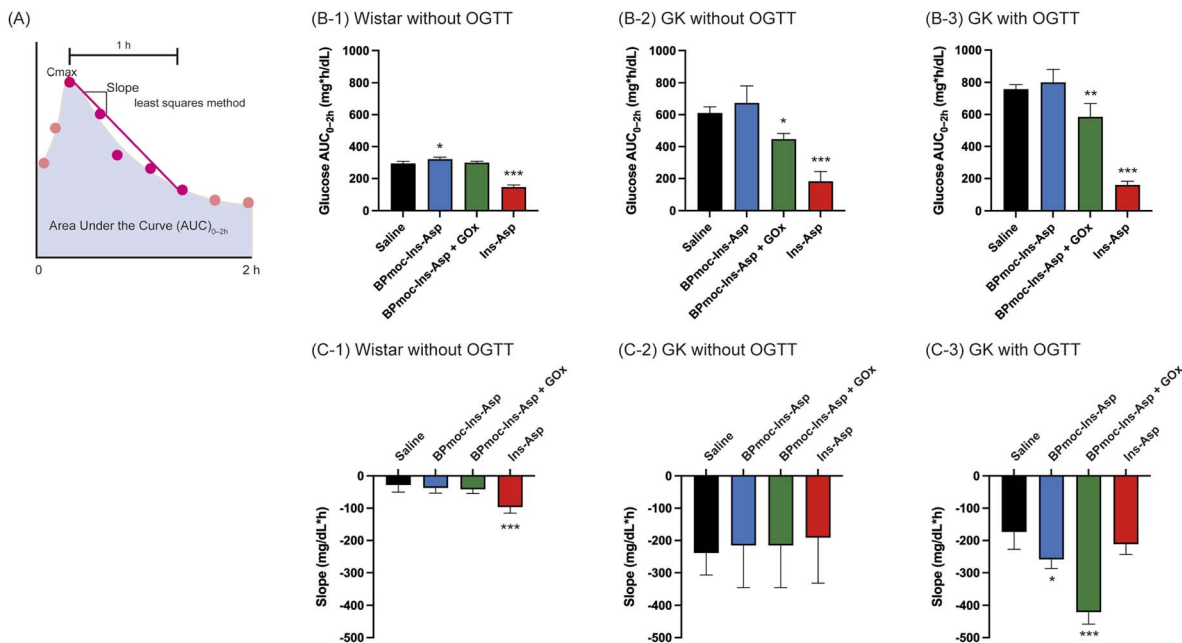 (A)
1 h
Cmax
Slope
least squares method
Area Under the Curve (AUC)0–2h
0
2 h
(B-1) Wistar without OGTT
Glucose AUC0–2h (mg*h/dL)
1000
800
600
400
200
0
*
***
Saline
BPmoc-Ins-Asp
BPmoc-Ins-Asp + GOx
Ins-Asp
(B-2) GK without OGTT
Glucose AUC0–2h (mg*h/dL)
1000
800
600
400
200
0
*
***
Saline
BPmoc-Ins-Asp
BPmoc-Ins-Asp + GOx
Ins-Asp
(B-3) GK with OGTT
Glucose AUC0–2h (mg*h/dL)
1000
800
600
400
200
0
**
***
Saline
BPmoc-Ins-Asp
BPmoc-Ins-Asp + GOx
Ins-Asp
(C-1) Wistar without OGTT
Saline
BPmoc-Ins-Asp
BPmoc-Ins-Asp + GOx
Ins-Asp
Slope (mg/dL*h)
0
-100
-200
-300
-400
-500
***
(C-2) GK without OGTT
Saline
BPmoc-Ins-Asp
BPmoc-Ins-Asp + GOx
Ins-Asp
Slope (mg/dL*h)
0
-100
-200
-300
-400
-500
(C-3) GK with OGTT
Saline
BPmoc-Ins-Asp
BPmoc-Ins-Asp + GOx
Ins-Asp
Slope (mg/dL*h)
0
-100
-200
-300
-400
-500
*
***